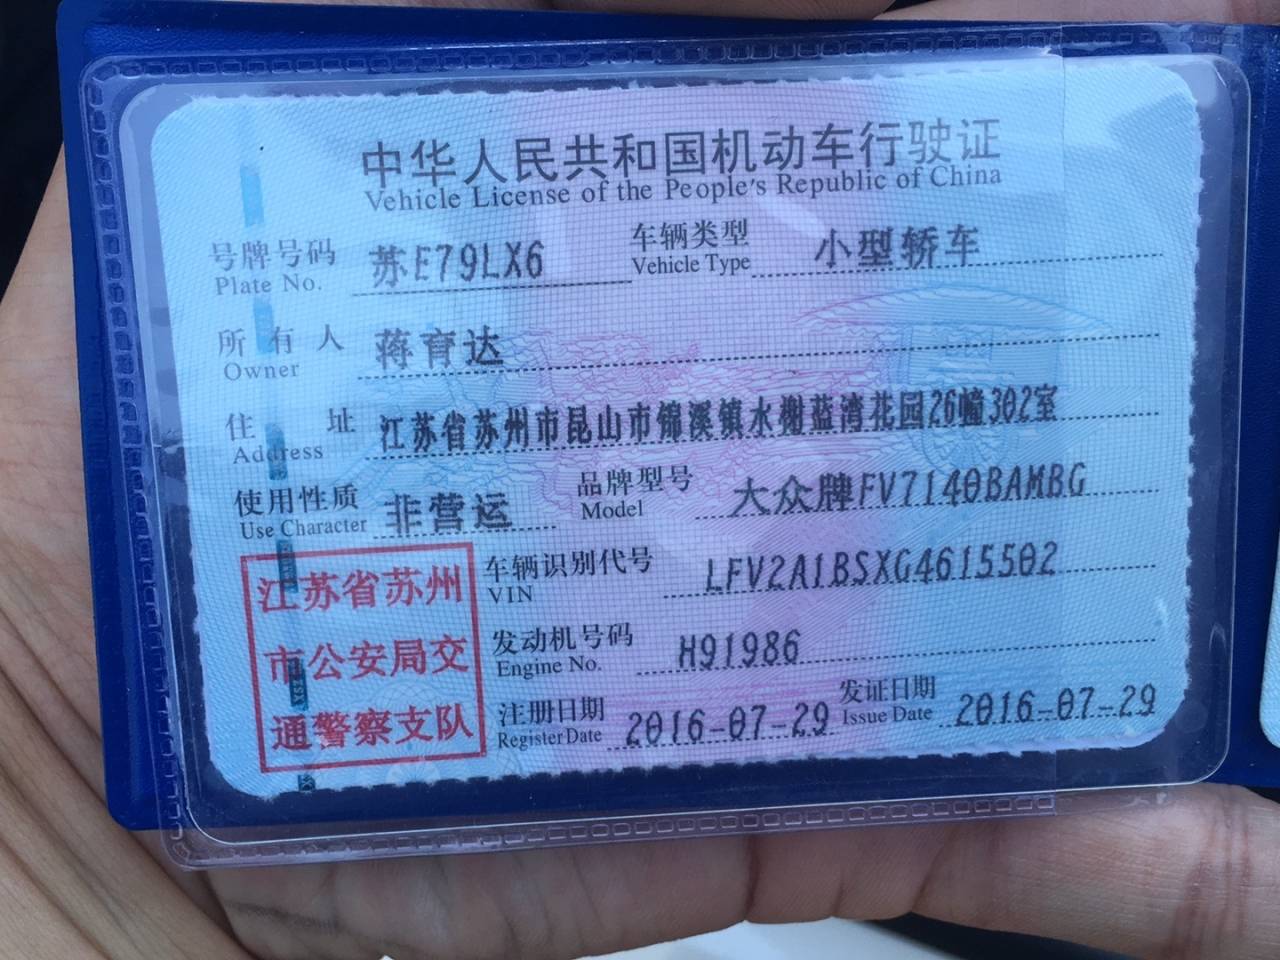 中华人民共和国机动车行驶证
Vehicle License of the People's Republic of China
号牌号码 苏E79LX6 车辆类型 小型轿车
Plate No. Vehicle Type
所有人 蒋育达
Owner
住址 江苏省苏州市昆山市锦溪镇水榭蓝湾花园26幢302室
Address
使用性质 非营运 品牌型号 大众牌FV7140BAMBG
Use Character Model
车辆识别代号 LFV2A1BSXG4615502
VIN
发动机号码 H91986
Engine No.
注册日期 2016-07-29 发证日期 2016-07-29
Register Date Issue Date
江苏省苏州
市公安局交
通警察支队